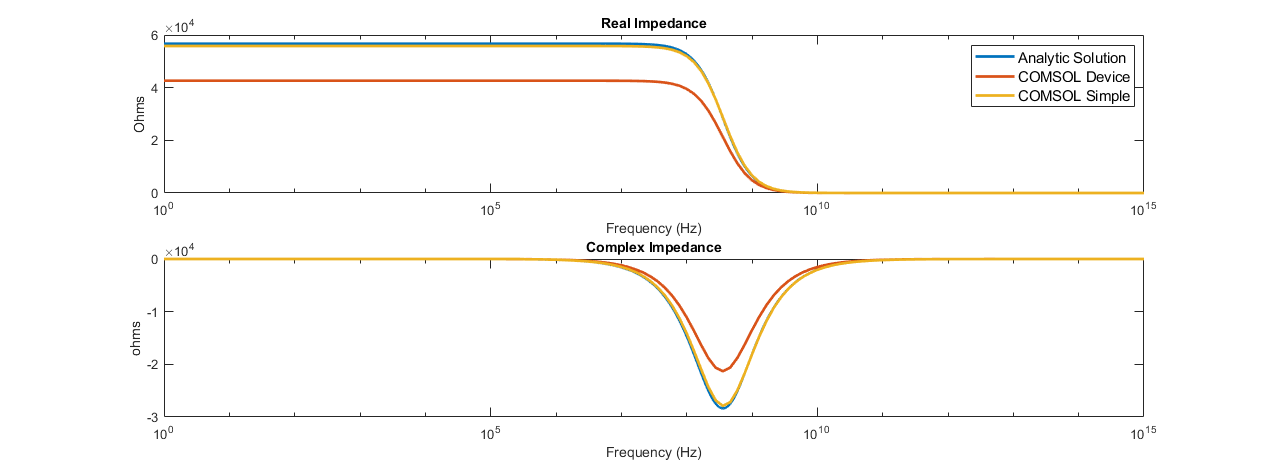 Real Impedance
×10^4
6
4
2
0
Ohms
Analytic Solution
COMSOL Device
COMSOL Simple
10^0 10^5 10^10 10^15
Frequency (Hz)
Complex Impedance
×10^4
0
-1
-2
-3
ohms
10^0 10^5 10^10 10^15
Frequency (Hz)